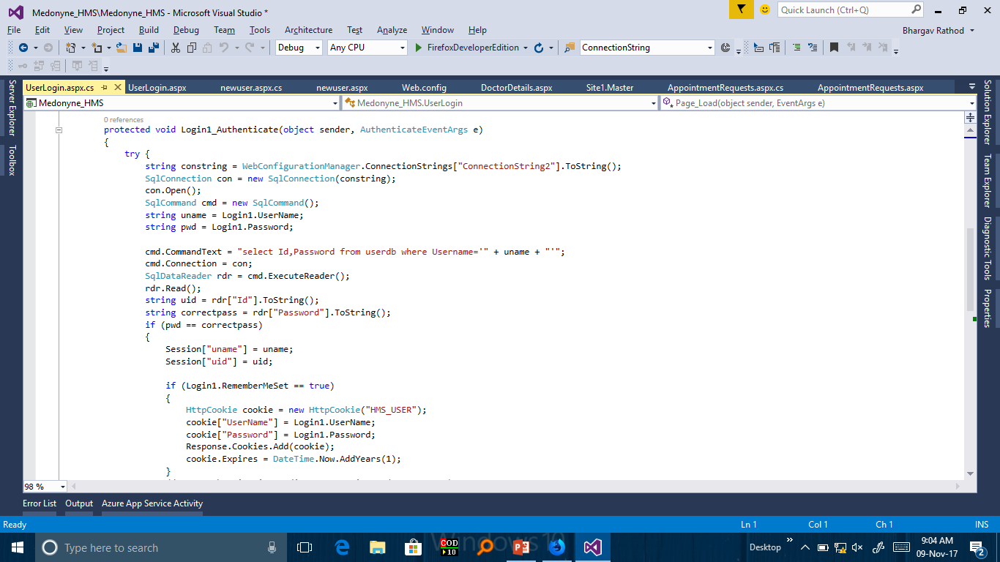 Medonyne_HMS\Medonyne_HMS - Microsoft Visual Studio *
Quick Launch (Ctrl+Q)
File Edit View Project Build Debug Team Tools Architecture Test Analyze Window Help
Bhargav Rathod
Debug Any CPU FirefoxDeveloperEdition ConnectionString
UserLogin.aspx.cs UserLogin.aspx newuser.aspx.cs newuser.aspx Web.config DoctorDetails.aspx Site1.Master AppointmentRequests.aspx.cs AppointmentRequests.aspx
Medonyne_HMS Medonyne_HMS.UserLogin Page_Load(object sender, EventArgs e)
Server Explorer
Toolbox
Solution Explorer
Team Explorer
Diagnostic Tools
Properties
0 references
protected void Login1_Authenticate(object sender, AuthenticateEventArgs e)
{
try {
string constring = WebConfigurationManager.ConnectionStrings["ConnectionString2"].ToString();
SqlConnection con = new SqlConnection(constring);
con.Open();
SqlCommand cmd = new SqlCommand();
string uname = Login1.UserName;
string pwd = Login1.Password;
cmd.CommandText = "select Id,Password from userdb where Username='" + uname + "'";
cmd.Connection = con;
SqlDataReader rdr = cmd.ExecuteReader();
rdr.Read();
string uid = rdr["Id"].ToString();
string correctpass = rdr["Password"].ToString();
if (pwd == correctpass)
{
Session["uname"] = uname;
Session["uid"] = uid;
if (Login1.RememberMeSet == true)
{
HttpCookie cookie = new HttpCookie("HMS_USER");
cookie["UserName"] = Login1.UserName;
cookie["Password"] = Login1.Password;
Response.Cookies.Add(cookie);
cookie.Expires = DateTime.Now.AddYears(1);
}
98 %
Error List Output Azure App Service Activity
Ready Ln 1 Col 1 Ch 1 INS
Type here to search
COD
10
Windows 10
Desktop
9:04 AM
09-Nov-17
2